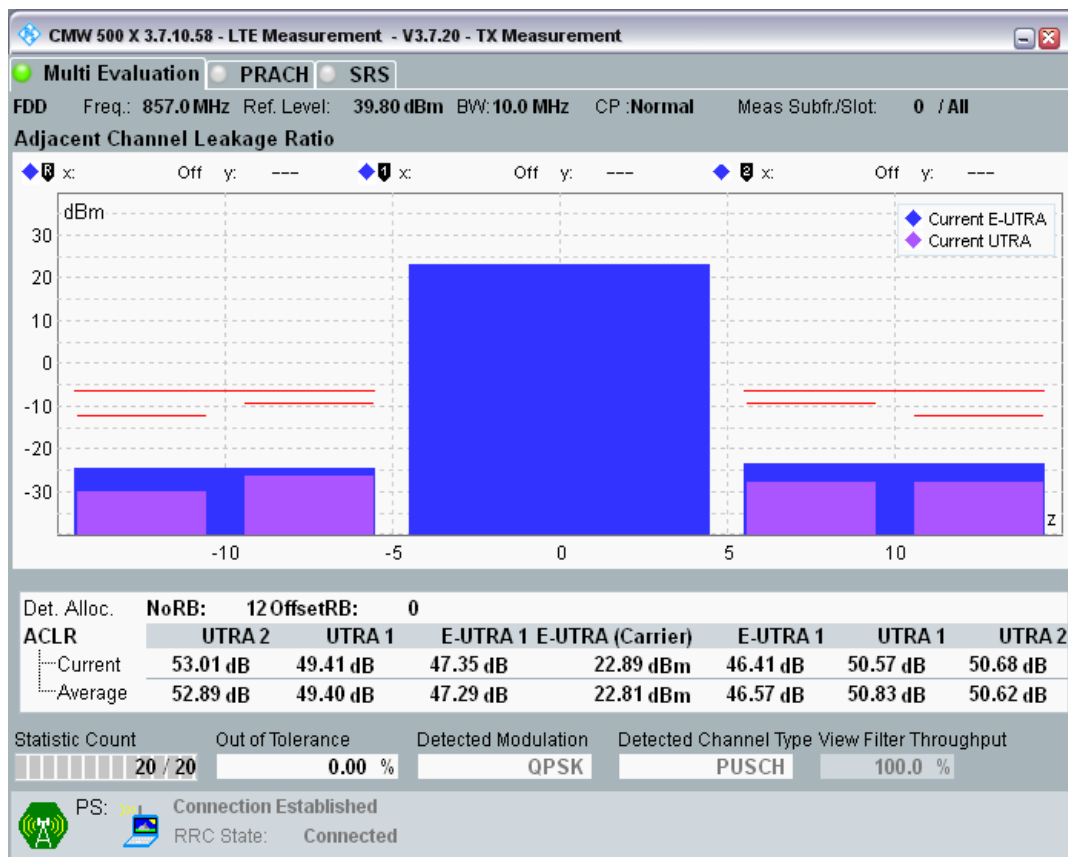 CMW 500 X 3.7.10.58 - LTE Measurement - V3.7.20 - TX Measurement
Multi Evaluation PRACH SRS
FDD Freq.: 857.0 MHz Ref. Level: 39.80 dBm BW: 10.0 MHz CP :Normal Meas Subfr./Slot: 0 / All
Adjacent Channel Leakage Ratio
R x: Off y: --- 1 x: Off y: --- 2 x: Off y: ---
dBm
Current E-UTRA
Current UTRA
30
20
10
0
-10
-20
-30
z
-10 -5 0 5 10
Det. Alloc. NoRB: 12 OffsetRB: 0
ACLR UTRA 2 UTRA 1 E-UTRA 1 E-UTRA (Carrier) E-UTRA 1 UTRA 1 UTRA 2
Current 53.01 dB 49.41 dB 47.35 dB 22.89 dBm 46.41 dB 50.57 dB 50.68 dB
Average 52.89 dB 49.40 dB 47.29 dB 22.81 dBm 46.57 dB 50.83 dB 50.62 dB
Statistic Count Out of Tolerance Detected Modulation Detected Channel Type View Filter Throughput
20 / 20 0.00 % QPSK PUSCH 100.0 %
PS: Connection Established
RRC State: Connected